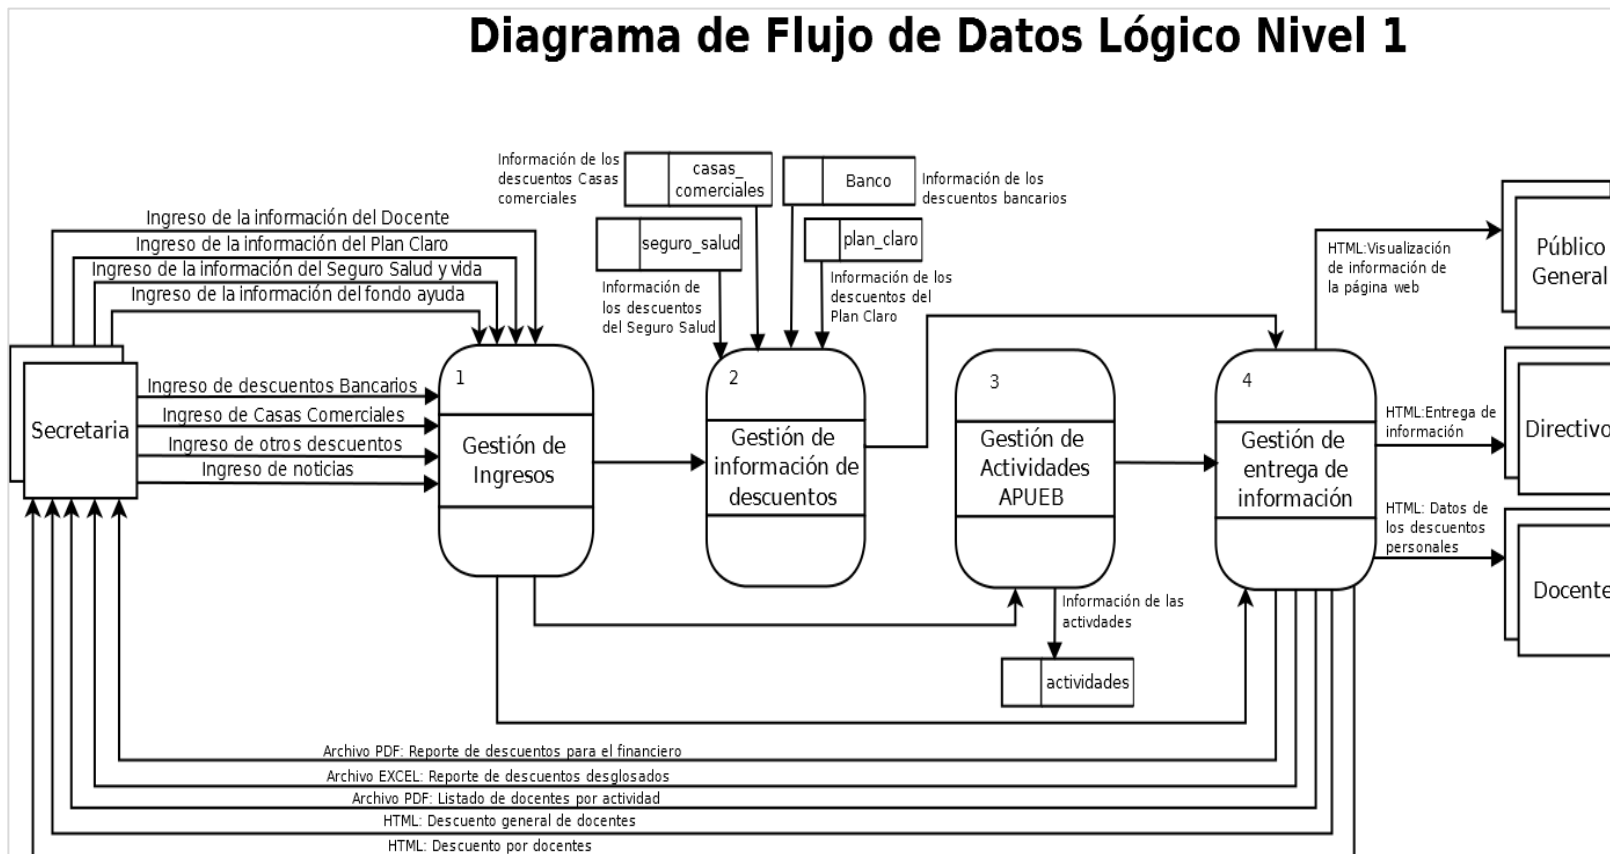 Diagrama de Flujo de Datos Lógico Nivel 1
Información de los
descuentos Casas
comerciales
casas_
comerciales
Banco
Información de los
descuentos bancarios
seguro_salud
plan_claro
Información de
los descuentos
del Seguro Salud
Información de los
descuentos del
Plan Claro
Ingreso de la información del Docente
Ingreso de la información del Plan Claro
Ingreso de la información del Seguro Salud y vida
Ingreso de la información del fondo ayuda
Secretaria
Ingreso de descuentos Bancarios
Ingreso de Casas Comerciales
Ingreso de otros descuentos
Ingreso de noticias
1
Gestión de
Ingresos
2
Gestión de
información de
descuentos
3
Gestión de
Actividades
APUEB
4
Gestión de
entrega de
información
HTML:Visualización
de información de
la página web
Público
General
HTML:Entrega de
información
Directivo
HTML: Datos de
los descuentos
personales
Docente
Información de las
activdades
actividades
Archivo PDF: Reporte de descuentos para el financiero
Archivo EXCEL: Reporte de descuentos desglosados
Archivo PDF: Listado de docentes por actividad
HTML: Descuento general de docentes
HTML: Descuento por docentes